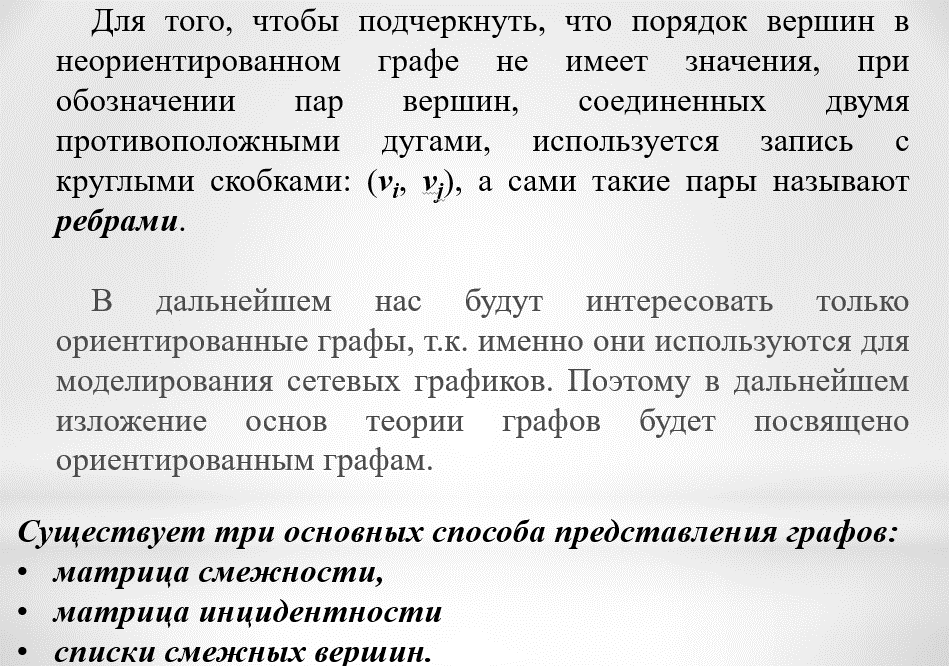 Для того, чтобы подчеркнуть, что порядок вершин в
неориентированном графе не имеет значения, при
обозначении пар вершин, соединенных двумя
противоположными дугами, используется запись с
круглыми скобками: (vi, vj), а сами такие пары называют
ребрами.
В дальнейшем нас будут интересовать только
ориентированные графы, т.к. именно они используются для
моделирования сетевых графиков. Поэтому в дальнейшем
изложение основ теории графов будет посвящено
ориентированным графам.
Существует три основных способа представления графов:
• матрица смежности,
• матрица инцидентности
• списки смежных вершин.